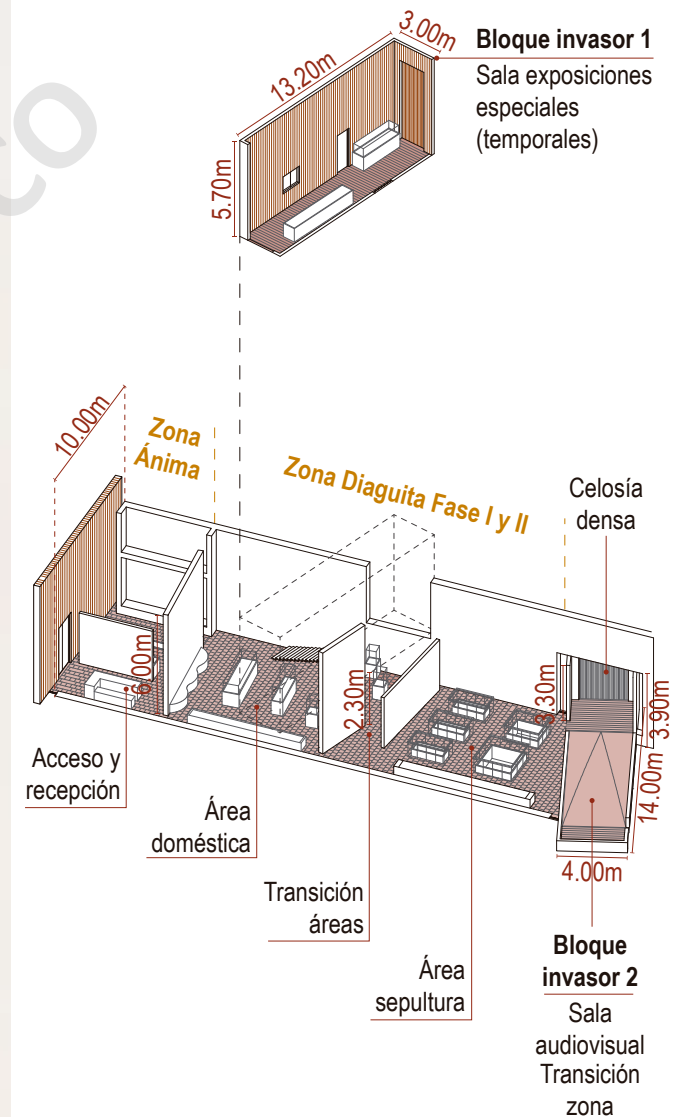 3.00m
Bloque invasor 1
13.20m
Sala exposiciones
especiales
(temporales)
5.70m
10.00m
Zona
Ánima
Zona Diaguita Fase I y II
Celosía
densa
6.00m
2.30m
3.30m
3.90m
14.00m
4.00m
Acceso y
recepción
Área
doméstica
Transición
áreas
Área
sepultura
Bloque
invasor 2
Sala
audiovisual
Transición
zona